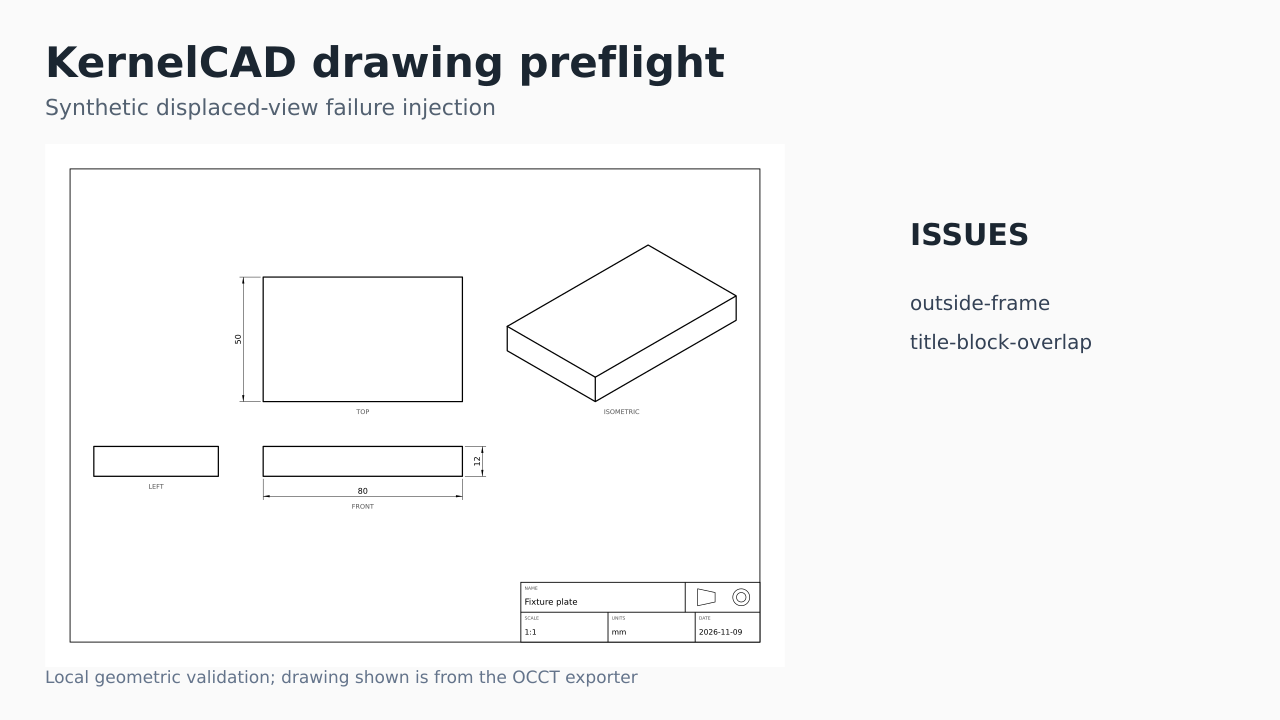 KernelCAD drawing preflight
Synthetic displaced-view failure injection
50
TOP
ISOMETRIC
LEFT
12
80
FRONT
NAME
Fixture plate
SCALE
1:1
UNITS
mm
DATE
2026-11-09
ISSUES
outside-frame
title-block-overlap
Local geometric validation; drawing shown is from the OCCT exporter